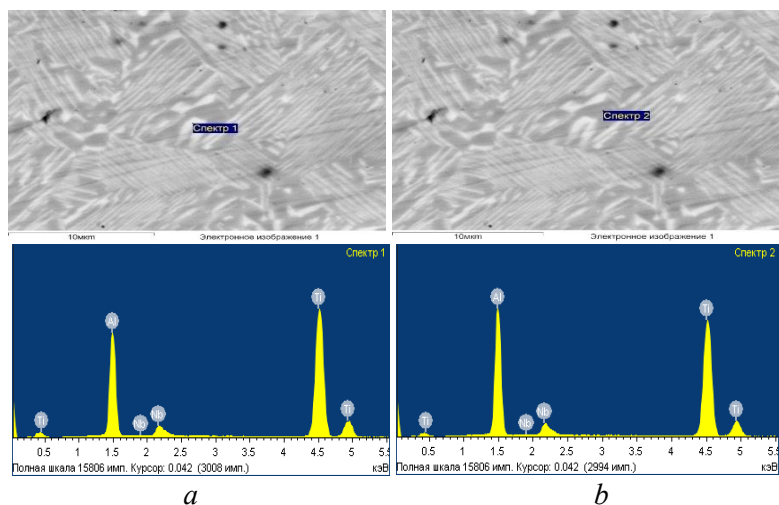 Спектр 1
10мкm Электронное изображение 1
Спектр 2
10мкm Электронное изображение 1
Спектр 1
Ti
Al
Nb
Nb
Ti
Ti
0.5 1 1.5 2 2.5 3 3.5 4 4.5 5 5.5
Полная шкала 15806 имп. Курсор: 0.042 (3008 имп.) кэВ
Спектр 2
Ti
Al
Nb
Nb
Ti
Ti
0.5 1 1.5 2 2.5 3 3.5 4 4.5 5 5.5
Полная шкала 15806 имп. Курсор: 0.042 (2994 имп.) кэВ
a
b